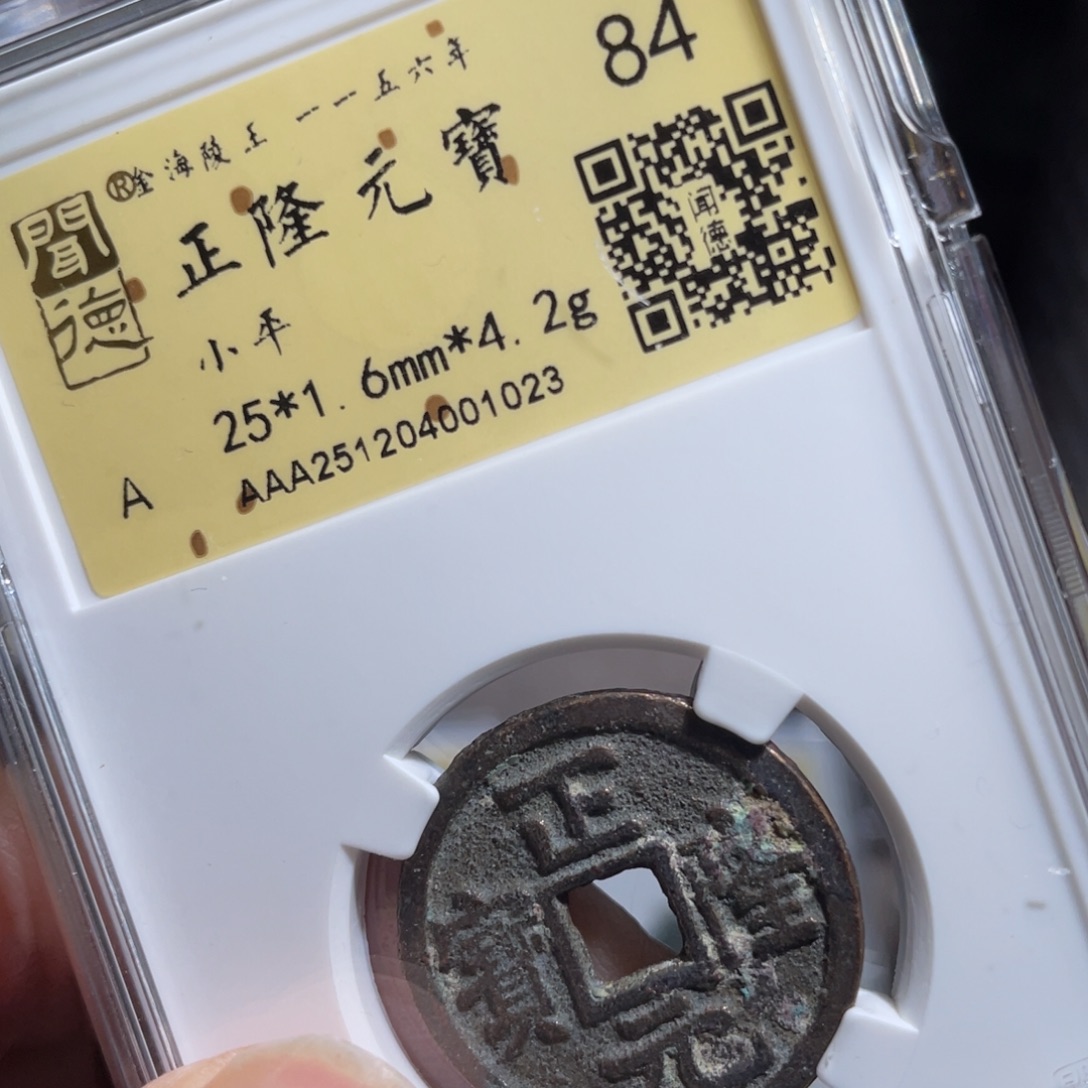 84
®金海陵王 一一五六年
聞德
正隆元寶
闻德
小平
25*1.6mm*4.2g
A AAA251204001023
正隆元寶